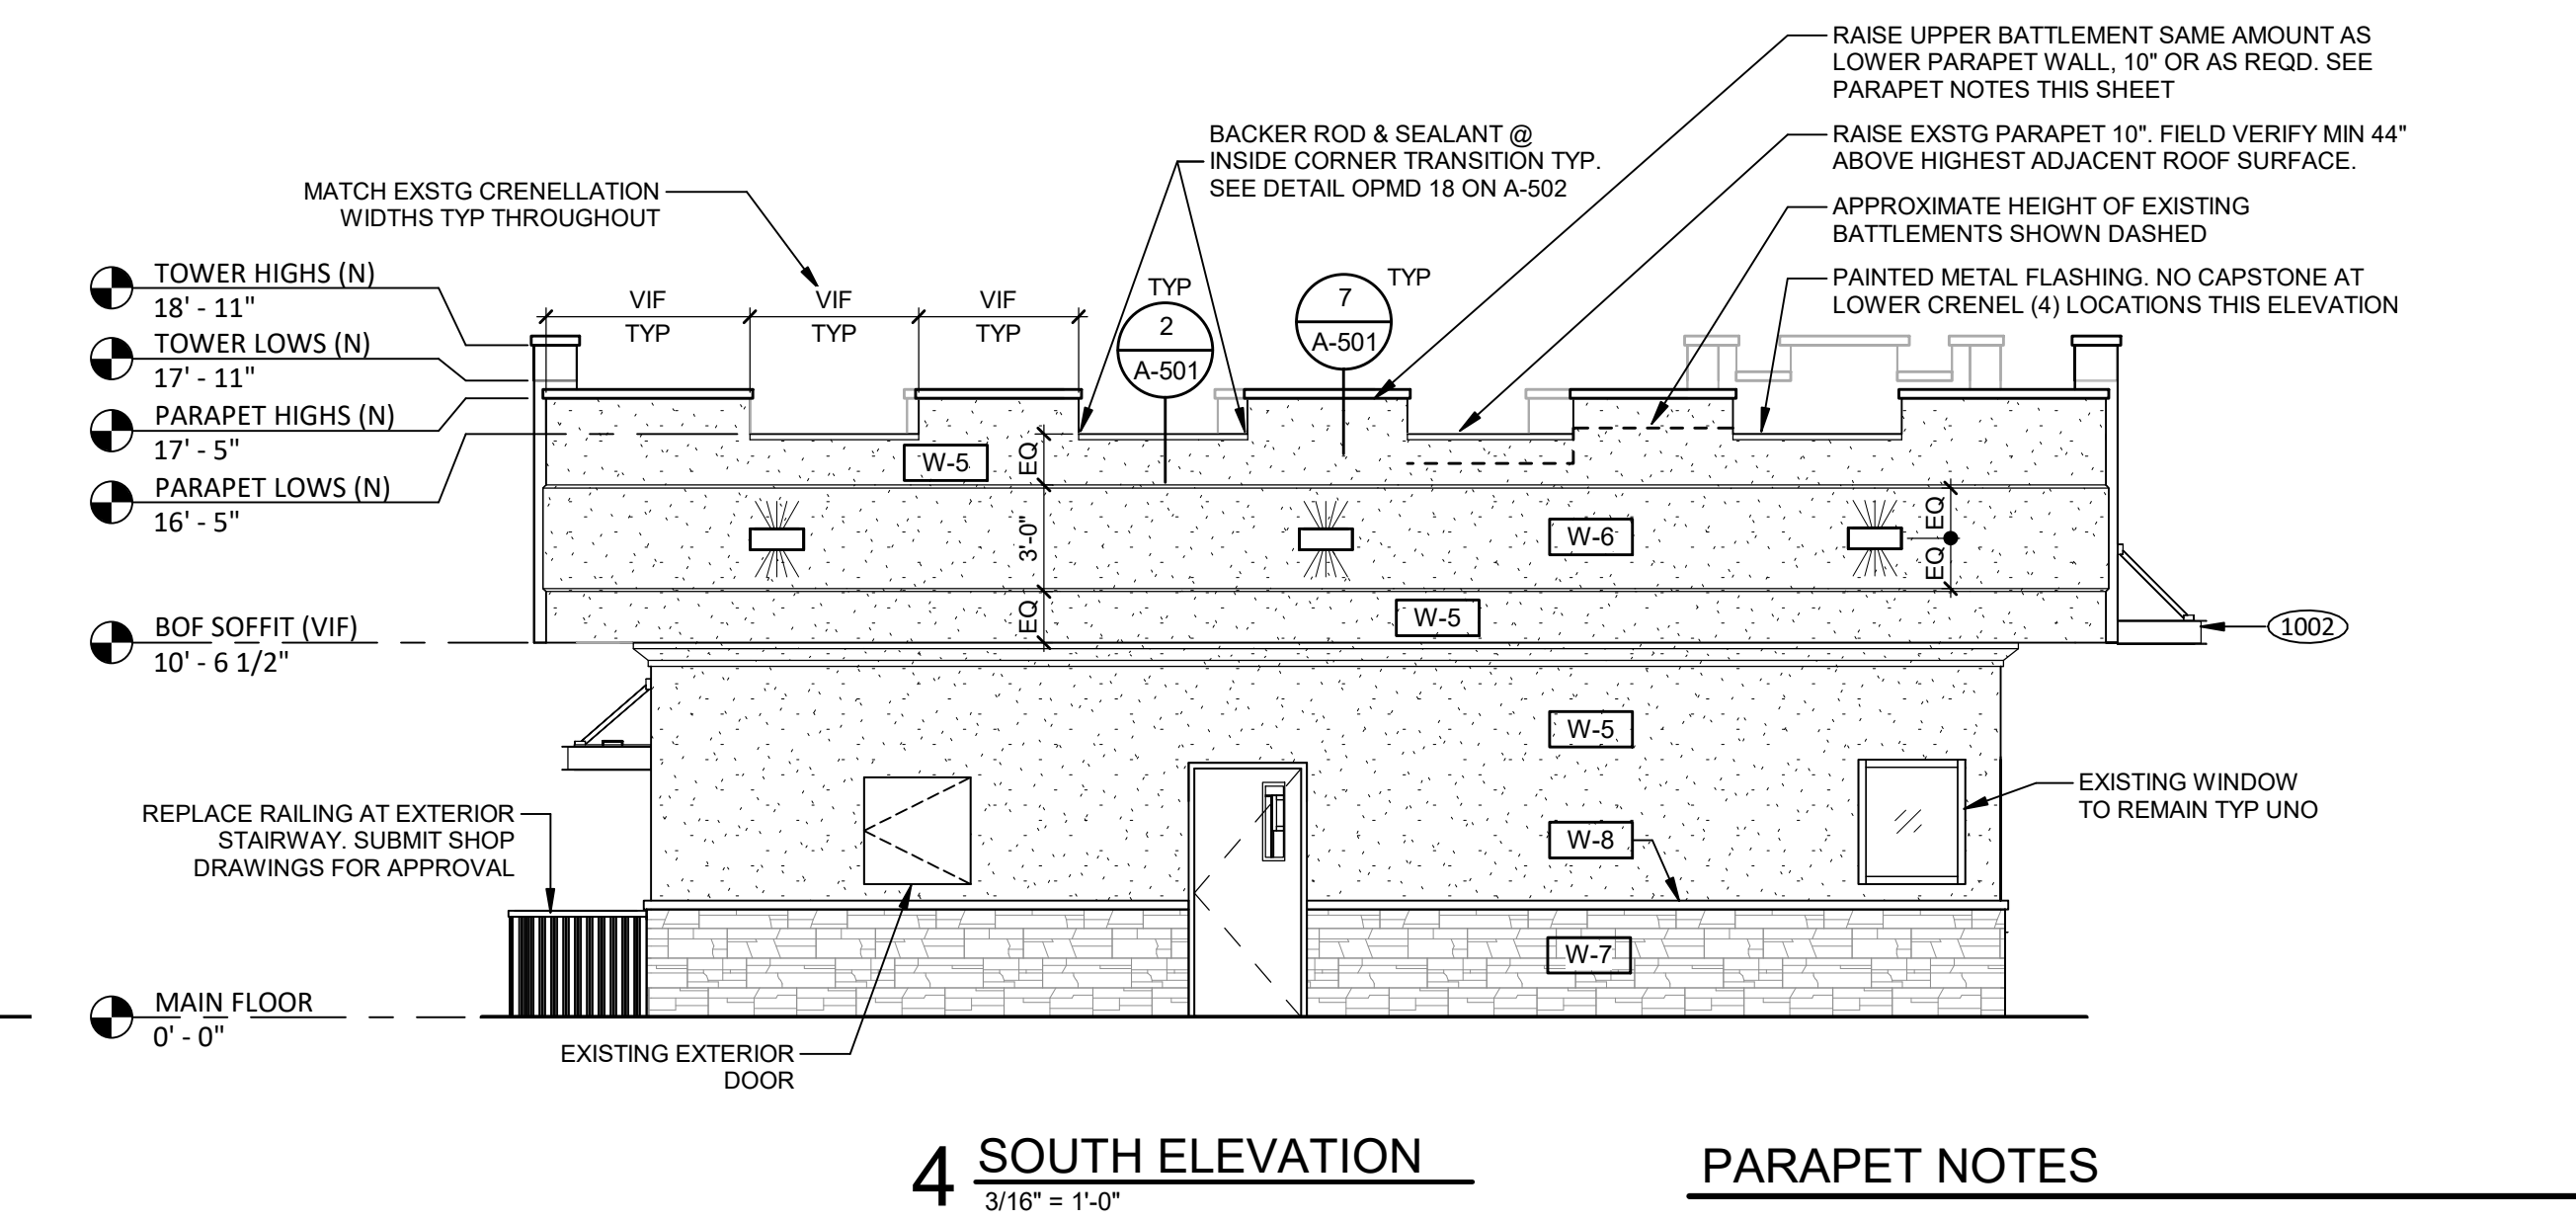 RAISE UPPER BATTLEMENT SAME AMOUNT AS
LOWER PARAPET WALL, 10" OR AS REQD. SEE
PARAPET NOTES THIS SHEET
BACKER ROD & SEALANT @
INSIDE CORNER TRANSITION TYP.
SEE DETAIL OPMD 18 ON A-502
RAISE EXSTG PARAPET 10". FIELD VERIFY MIN 44"
ABOVE HIGHEST ADJACENT ROOF SURFACE.
MATCH EXSTG CRENELLATION
WIDTHS TYP THROUGHOUT
APPROXIMATE HEIGHT OF EXISTING
BATTLEMENTS SHOWN DASHED
PAINTED METAL FLASHING. NO CAPSTONE AT
LOWER CRENEL (4) LOCATIONS THIS ELEVATION
TOWER HIGHS (N)
18' - 11"
TOWER LOWS (N)
17' - 11"
PARAPET HIGHS (N)
17' - 5"
PARAPET LOWS (N)
16' - 5"
BOF SOFFIT (VIF)
10' - 6 1/2"
MAIN FLOOR
0' - 0"
VIF
TYP
VIF
TYP
VIF
TYP
TYP
2
A-501
7
A-501
TYP
W-5
EQ
3'-0"
EQ
W-6
EQ
EQ
W-5
1002
W-5
W-8
W-7
EXISTING WINDOW
TO REMAIN TYP UNO
REPLACE RAILING AT EXTERIOR
STAIRWAY. SUBMIT SHOP
DRAWINGS FOR APPROVAL
EXISTING EXTERIOR
DOOR
4 SOUTH ELEVATION
3/16" = 1'-0"
PARAPET NOTES